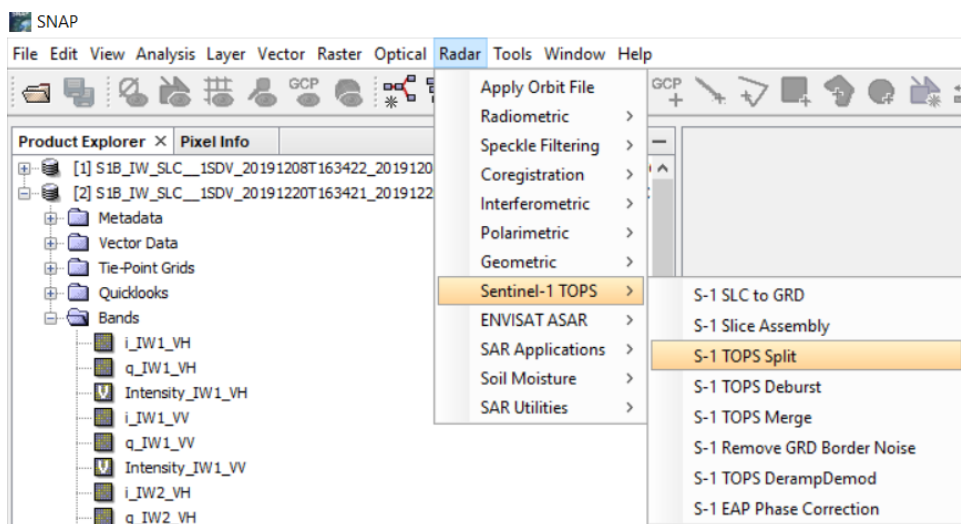 SNAP
File Edit View Analysis Layer Vector Raster Optical Radar Tools Window Help
GCP
GCP
Product Explorer Pixel Info
[1] S1B_IW_SLC__1SDV_20191208T163422_2019120
[2] S1B_IW_SLC__1SDV_20191220T163421_2019122
Metadata
Vector Data
Tie-Point Grids
Quicklooks
Bands
i_IW1_VH
q_IW1_VH
Intensity_IW1_VH
i_IW1_VV
q_IW1_VV
Intensity_IW1_VV
i_IW2_VH
q_IW2_VH
Apply Orbit File
Radiometric
Speckle Filtering
Coregistration
Interferometric
Polarimetric
Geometric
Sentinel-1 TOPS
ENVISAT ASAR
SAR Applications
Soil Moisture
SAR Utilities
S-1 SLC to GRD
S-1 Slice Assembly
S-1 TOPS Split
S-1 TOPS Deburst
S-1 TOPS Merge
S-1 Remove GRD Border Noise
S-1 TOPS DerampDemod
S-1 EAP Phase Correction